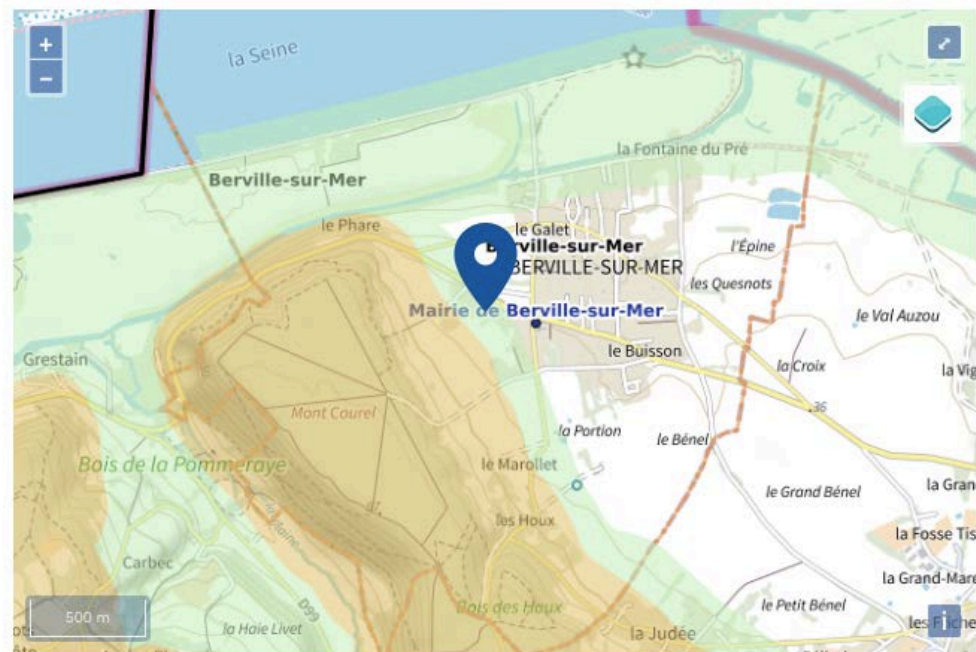 +
−
la Seine
la Fontaine du Pré
Berville-sur-Mer
le Phare
le Galet
Berville-sur-Mer
BERVILLE-SUR-MER
l'Épine
les Quesnots
Mairie de Berville-sur-Mer
le Val Auzou
Grestain
le Buisson
la Croix
la Vig
36
Mont Courel
la Portion
le Bénel
Bois de la Pommeraye
le Marollet
le Grand Bénel
la Gran
les Houx
la Fosse Tis
Carbec
la Grand-Mare
D99
Bois des Houx
le Petit Bénel
500 m
la Haie Livet
la Judée
i